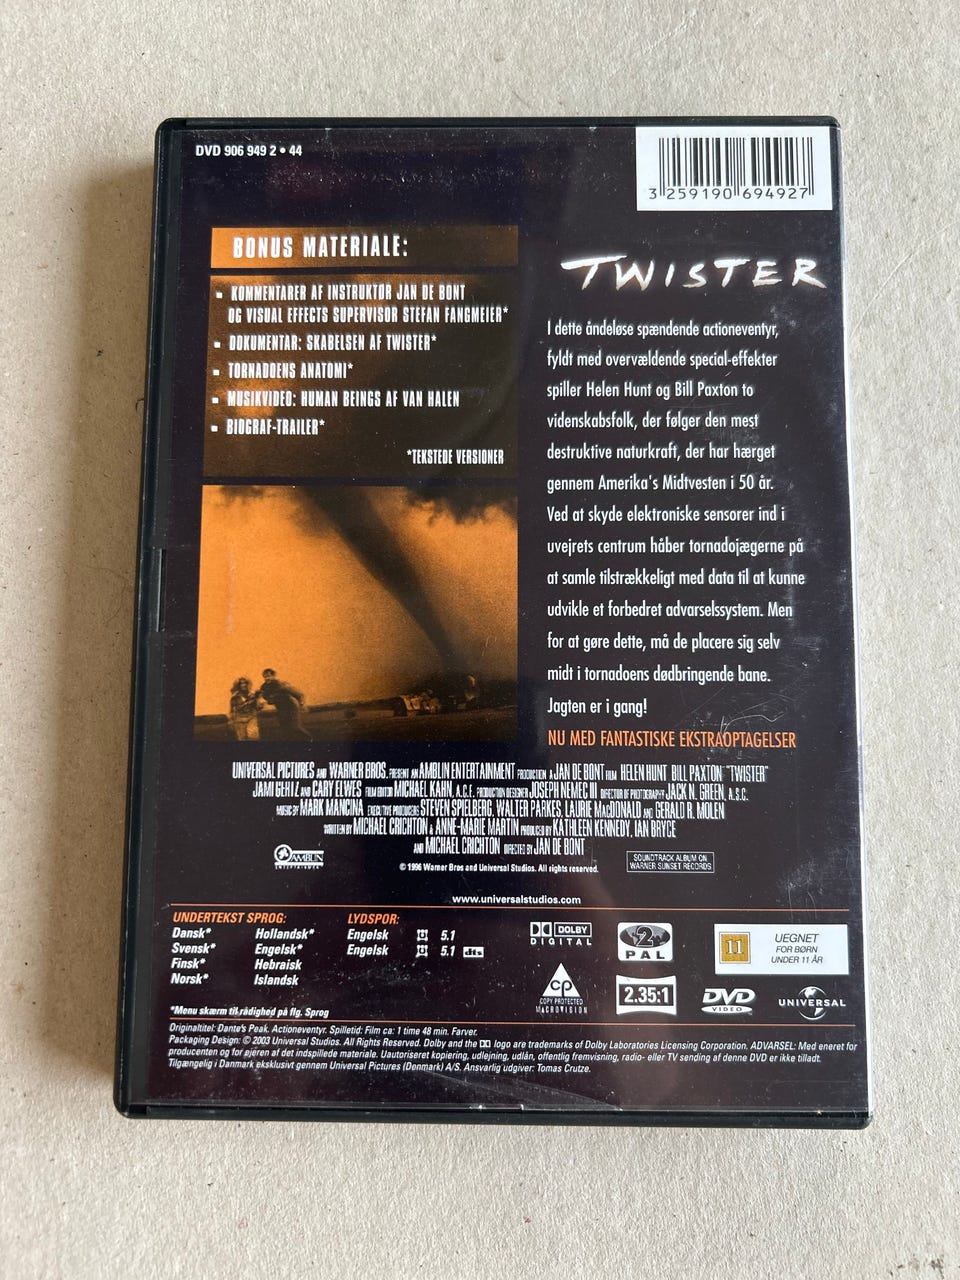 DVD 906 949 2 • 44
3 259190 694927
BONUS MATERIALE:
▪ KOMMENTARER AF INSTRUKTØR JAN DE BONT
OG VISUAL EFFECTS SUPERVISOR STEFAN FANGMEIER*
▪ DOKUMENTAR: SKABELSEN AF TWISTER*
▪ TORNADOENS ANATOMI*
▪ MUSIKVIDEO: HUMAN BEINGS AF VAN HALEN
▪ BIOGRAF-TRAILER*
*TEKSTEDE VERSIONER
TWISTER
I dette åndeløse spændende actioneventyr,
fyldt med overvældende special-effekter
spiller Helen Hunt og Bill Paxton to
videnskabsfolk, der følger den mest
destruktive naturkraft, der har hærget
gennem Amerika's Midtvesten i 50 år.
Ved at skyde elektroniske sensorer ind i
uvejrets centrum håber tornadojægerne på
at samle tilstrækkeligt med data til at kunne
udvikle et forbedret advarselssystem. Men
for at gøre dette, må de placere sig selv
midt i tornadoens dødbringende bane.
Jagten er i gang!
NU MED FANTASTISKE EKSTRAOPTAGELSER
UNIVERSAL PICTURES AND WARNER BROS. PRESENT AN AMBLIN ENTERTAINMENT PRODUCTION A JAN DE BONT FILM HELEN HUNT BILL PAXTON "TWISTER"
JAMI GERTZ AND CARY ELWES FILM EDITOR MICHAEL KAHN, A.C.E. PRODUCTION DESIGNER JOSEPH NEMEC III DIRECTOR OF PHOTOGRAPHY JACK N. GREEN, A.S.C.
MUSIC BY MARK MANCINA EXECUTIVE PRODUCERS STEVEN SPIELBERG, WALTER PARKES, LAURIE MACDONALD AND GERALD R. MOLEN
WRITTEN BY MICHAEL CRICHTON & ANNE-MARIE MARTIN PRODUCED BY KATHLEEN KENNEDY, IAN BRYCE
AND MICHAEL CRICHTON DIRECTED BY JAN DE BONT
AMBLIN
ENTERTAINMENT
© 1996 Warner Bros and Universal Studios. All rights reserved.
SOUNDTRACK ALBUM ON
WARNER SUNSET RECORDS
www.universalstudios.com
UNDERTEKST SPROG:
Dansk* Hollandsk*
Svensk* Engelsk*
Finsk* Hebraisk
Norsk* Islandsk
LYDSPOR:
Engelsk 5.1
Engelsk 5.1 dts
*Menu skærm til rådighed på flg. Sprog
DOLBY
DIGITAL
2
PAL
11
UEGNET
FOR BØRN
UNDER 11 ÅR
cp
COPY PROTECTED
MACROVISION
2.35:1
DVD
VIDEO
UNIVERSAL
Originaltitel: Dante's Peak. Actioneventyr. Spilletid: Film ca: 1 time 48 min. Farver.
Packaging Design: © 2003 Universal Studios. All Rights Reserved. Dolby and the logo are trademarks of Dolby Laboratories Licensing Corporation. ADVARSEL: Med eneret for
producenten og for ejeren af det indspillede materiale. Uautoriseret kopiering, udlejning, udlån, offentlig fremvisning, radio- eller TV sending af denne DVD er ikke tilladt.
Tilgængelig i Danmark eksklusivt gennem Universal Pictures (Denmark) A/S. Ansvarlig udgiver: Tomas Crutze.